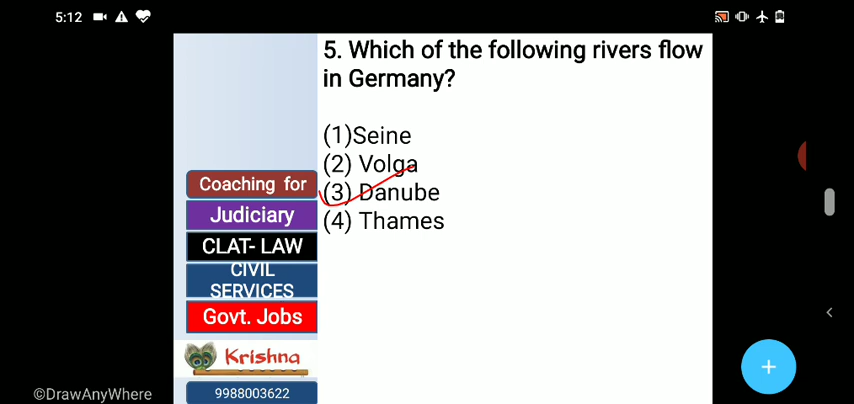 5:12
5. Which of the following rivers flow
in Germany?
(1)Seine
(2) Volga
(3) Danube
(4) Thames
Coaching for
Judiciary
CLAT- LAW
CIVIL
SERVICES
Govt. Jobs
Krishna
9988003622
©DrawAnyWhere